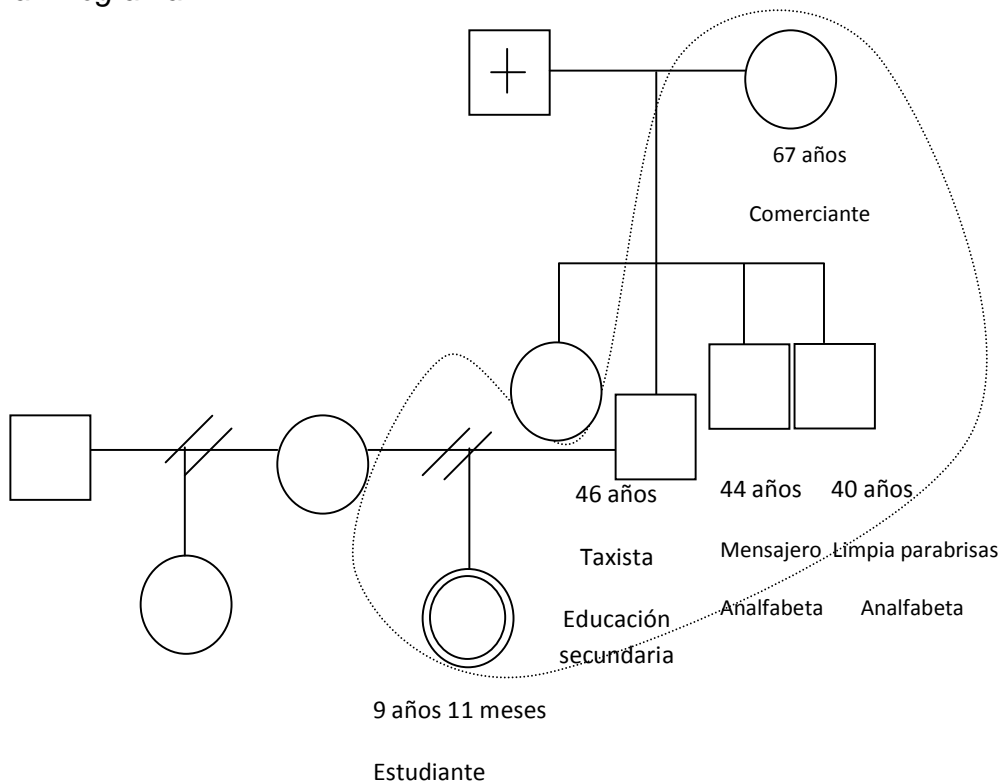 67 años
Comerciante
46 años
44 años
40 años
Taxista
Mensajero
Limpia parabrisas
Educación
secundaria
Analfabeta
Analfabeta
9 años 11 meses
Estudiante